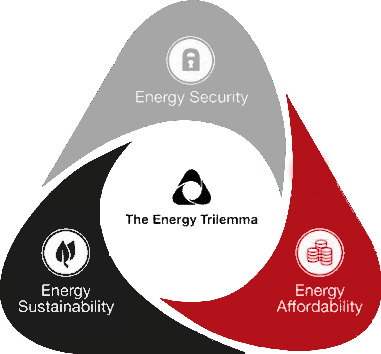 Energy Security
The Energy Trilemma
Energy
Sustainability
Energy
Affordability